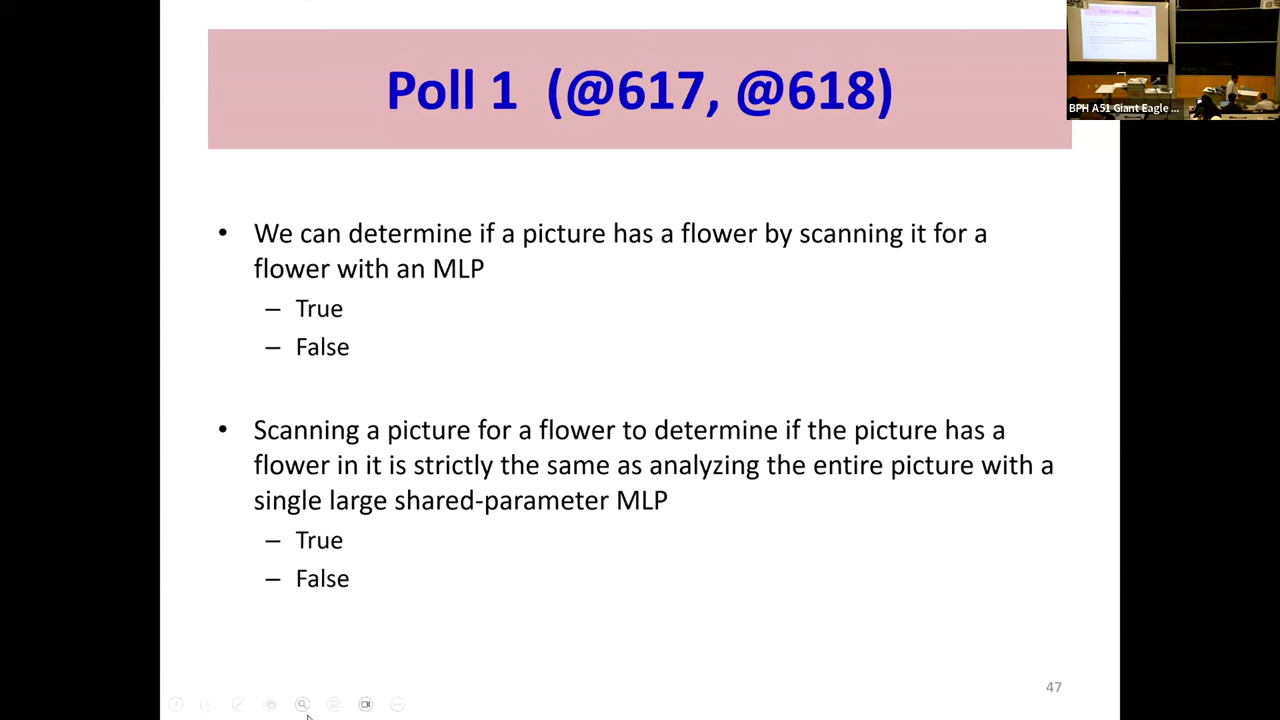 Poll 1 (@617, @618)
BPH A51 Giant Eagle ...
• We can determine if a picture has a flower by scanning it for a
flower with an MLP
– True
– False
• Scanning a picture for a flower to determine if the picture has a
flower in it is strictly the same as analyzing the entire picture with a
single large shared-parameter MLP
– True
– False
47